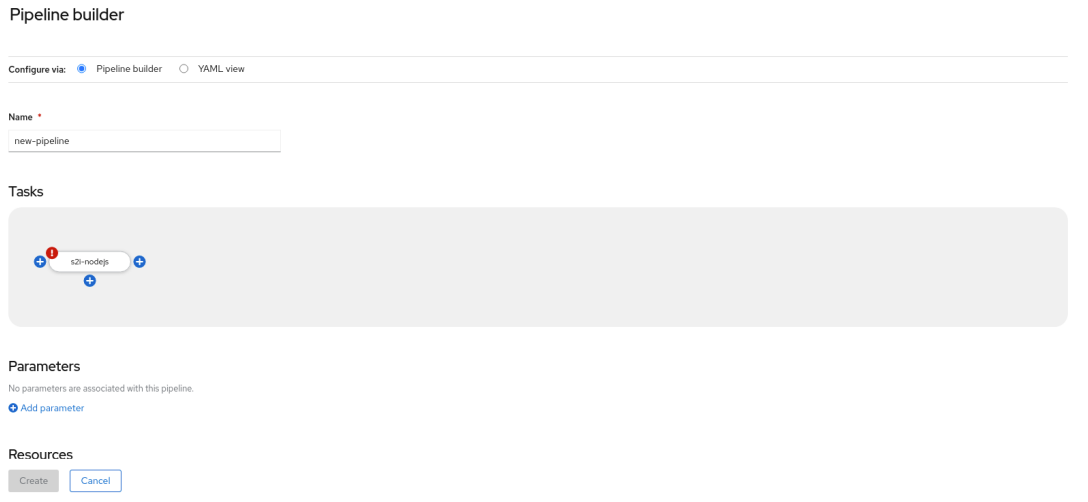 Pipeline builder
Configure via: Pipeline builder YAML view
Name *
new-pipeline
Tasks
! s2i-nodejs
Parameters
No parameters are associated with this pipeline.
Add parameter
Resources
Create Cancel